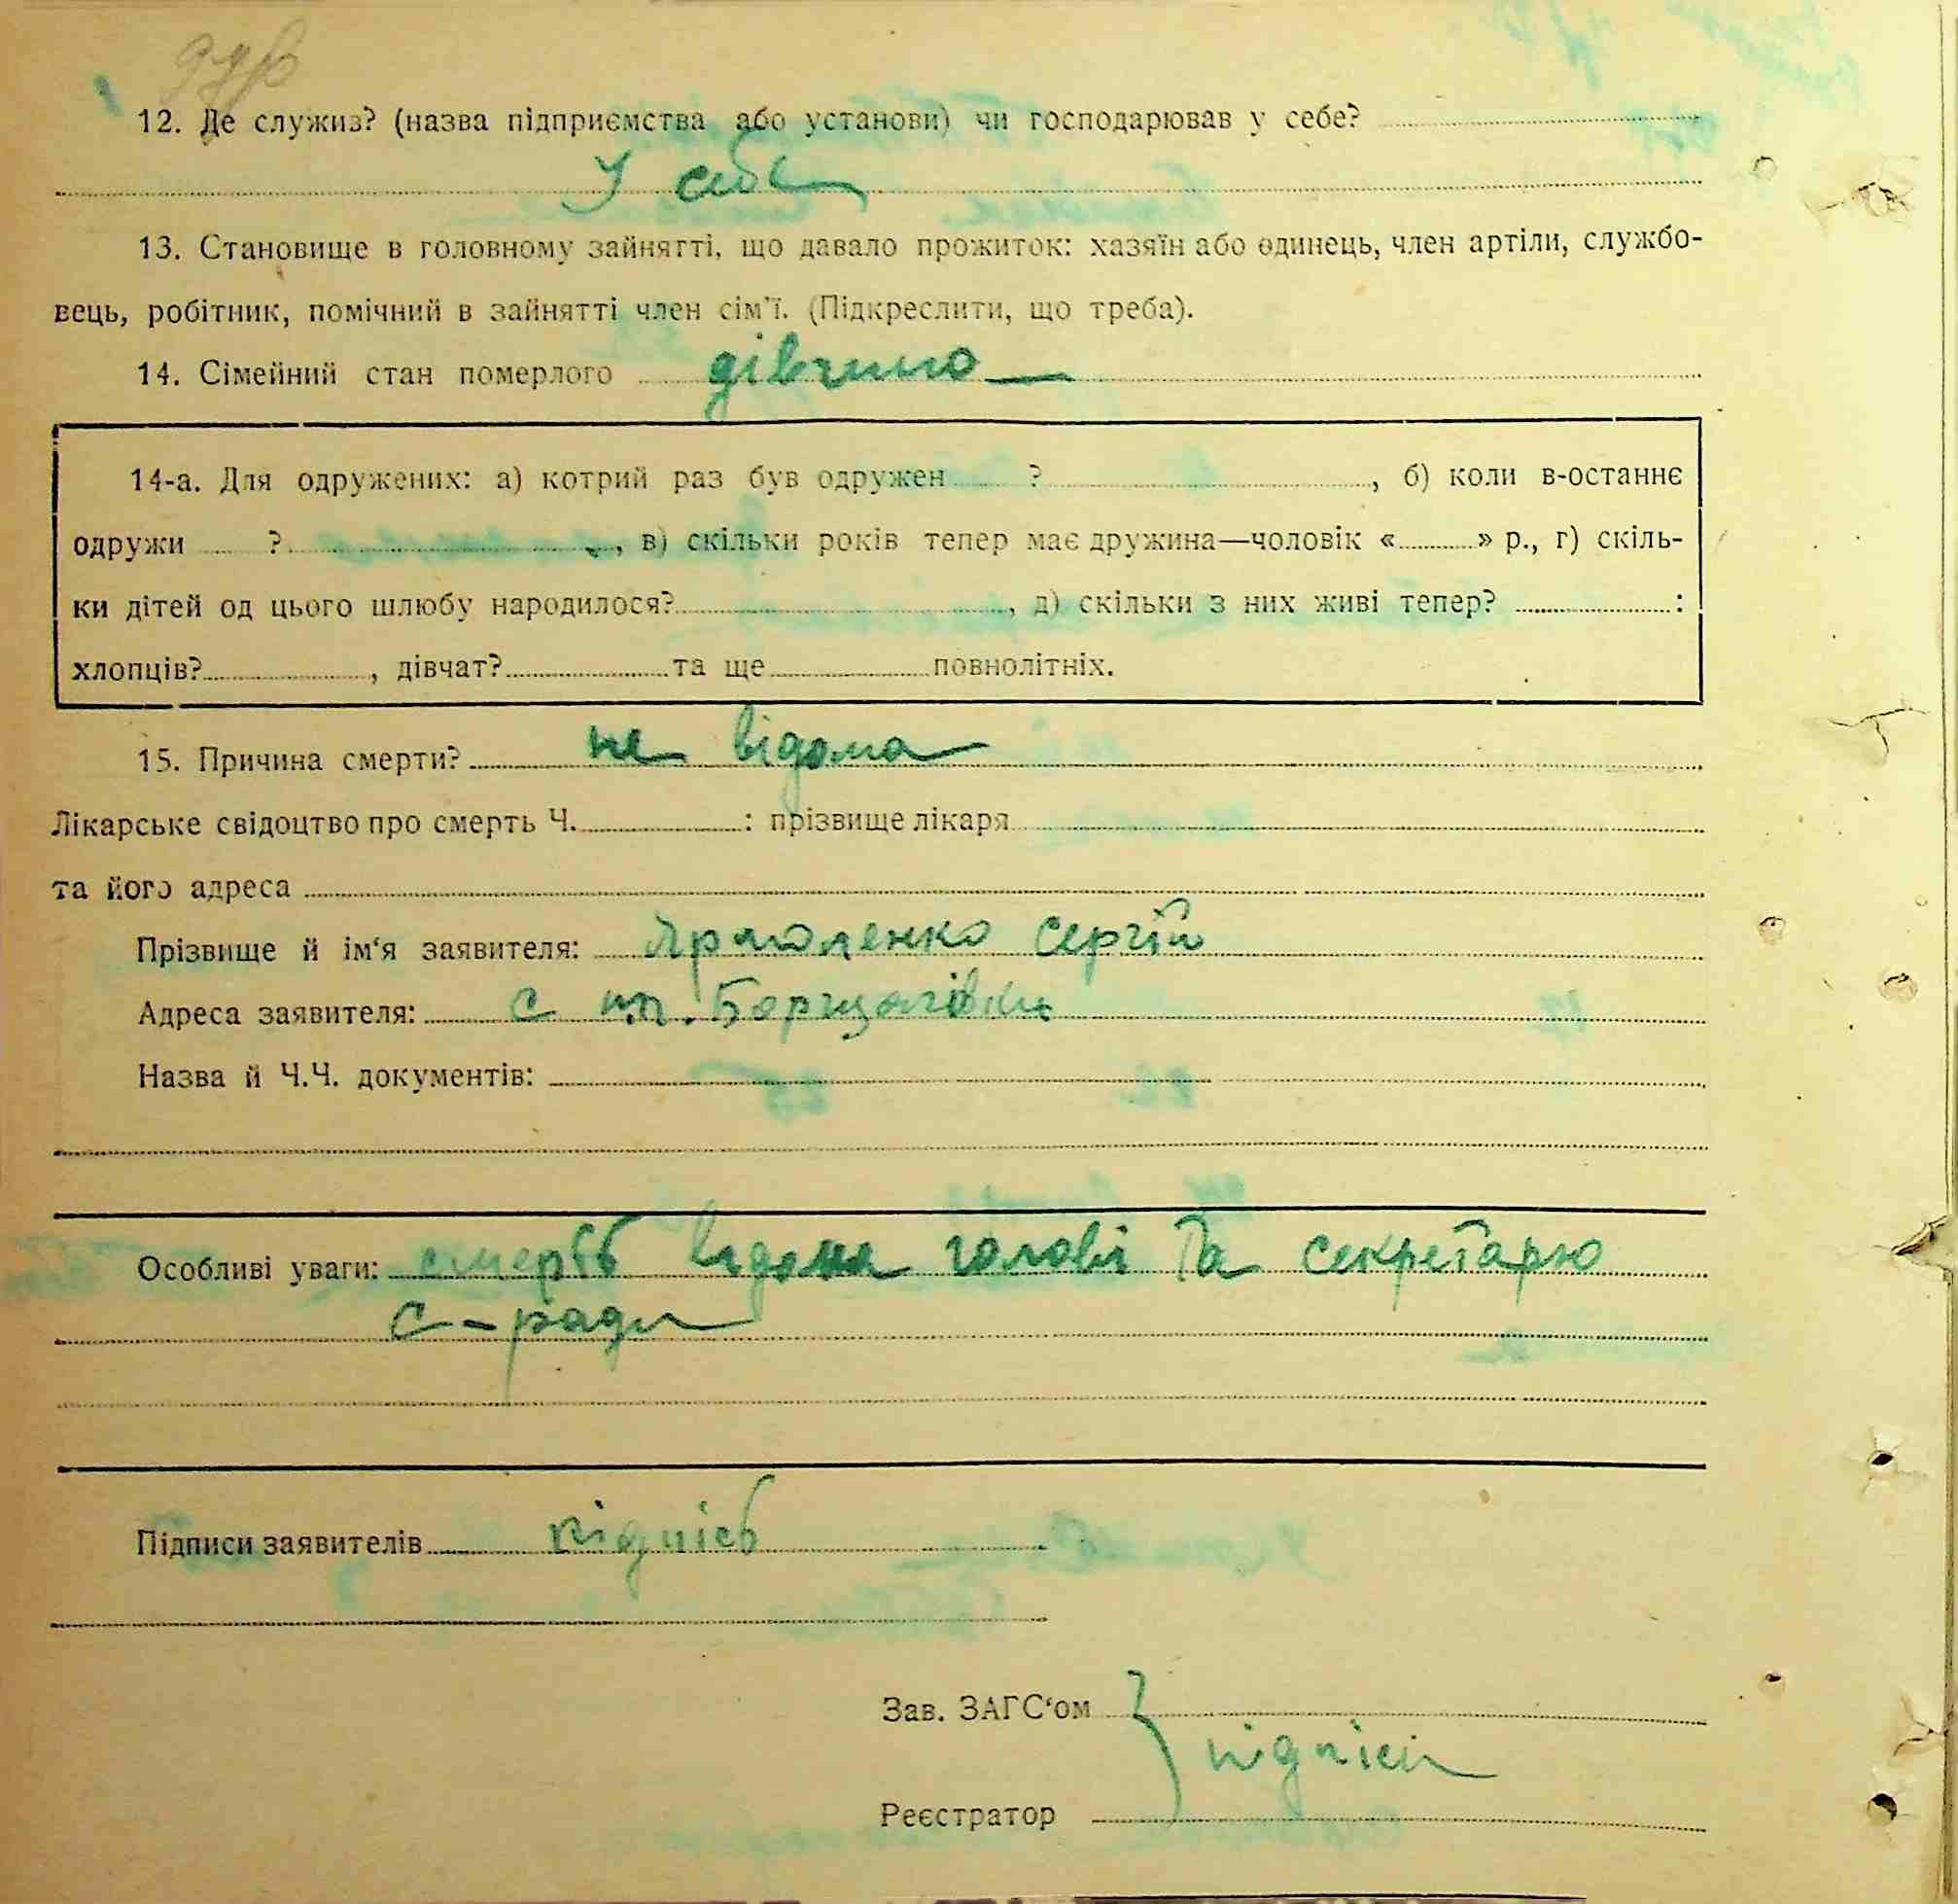 12. Де служив? (назва підприємства або установи) чи господарював у себе?
У себе
13. Становище в головному зайнятті, що давало прожиток: хазяїн або одинець, член артіли, службо-
вець, робітник, помічний в зайнятті член сім'ї. (Підкреслити, що треба).
14. Сімейний стан померлого дівчино
14-а. Для одружених: а) котрий раз був одружен ? , б) коли в-останнє
одружи ? , в) скільки років тепер має дружина—чоловік « » р., г) скіль-
ки дітей од цього шлюбу народилося? , д) скільки з них живі тепер? :
хлопців? , дівчат? та ще повнолітніх.
15. Причина смерти? не відома
Лікарське свідоцтво про смерть Ч. : прізвище лікаря
та його адреса
Прізвище й ім'я заявителя: Ярмоленко Сергій
Адреса заявителя: с Борщагівки
Назва й Ч.Ч. документів:
Особливі уваги: смерть відома голові та секретарю
с-ради
Підписи заявителів підпісь
Зав. ЗАГС'ом
підпісь
Реєстратор